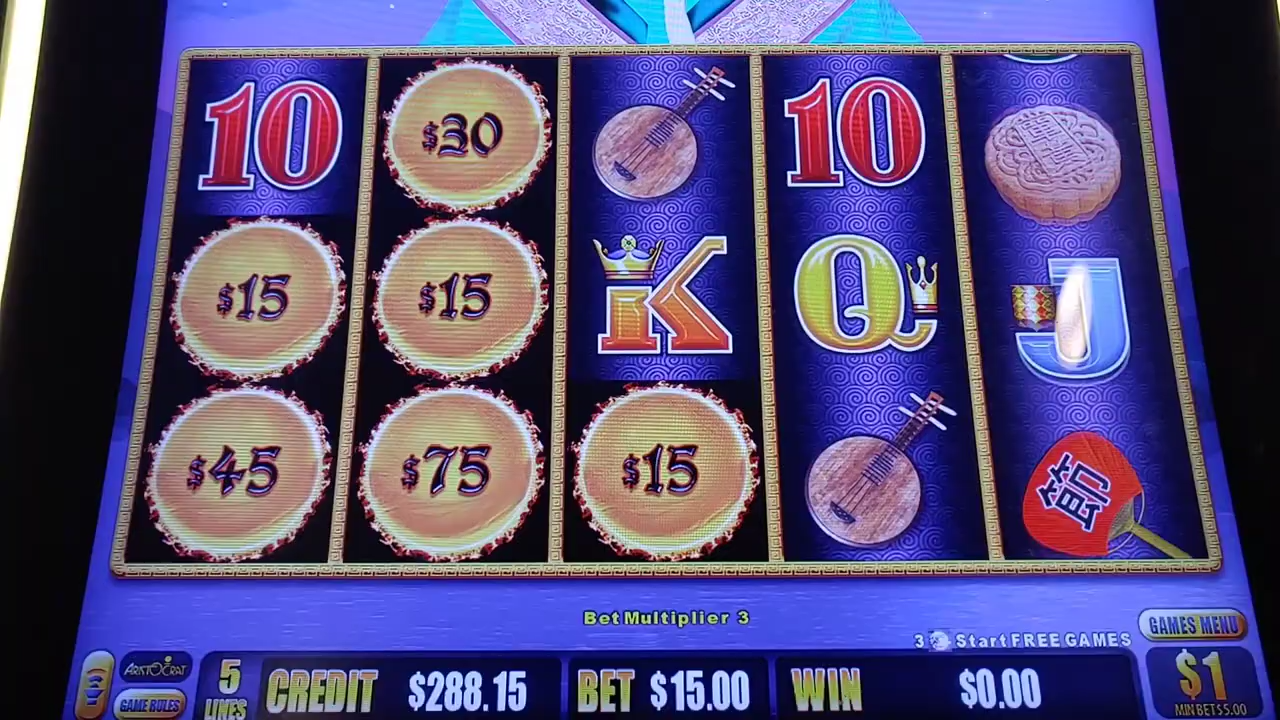 10 $30 10
$15 $15 K Q J
$45 $75 $15
節
Bet Multiplier 3
3 Start FREE GAMES
GAMES MENU
ARISTOCRAT
GAME RULES
5 LINES
CREDIT $288.15
BET $15.00
WIN $0.00
$1
MIN BET $5.00